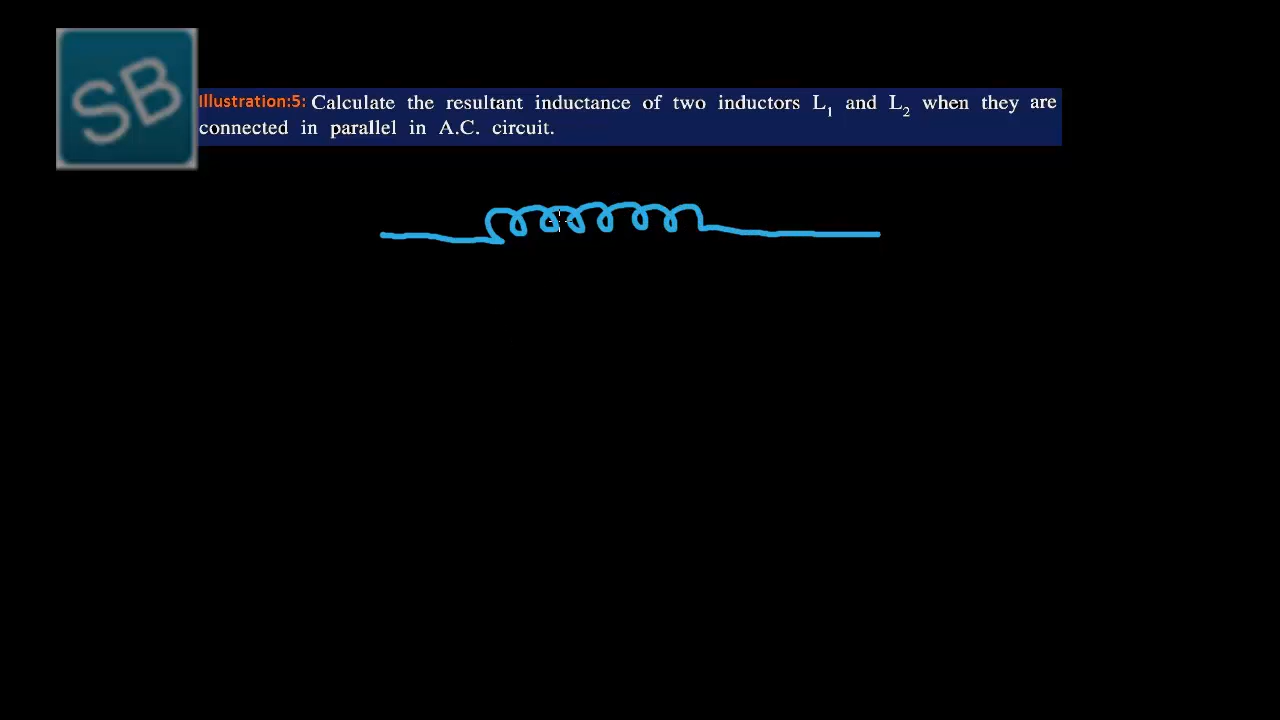 SB
Illustration:5: Calculate the resultant inductance of two inductors L₁ and L₂ when they are
connected in parallel in A.C. circuit.